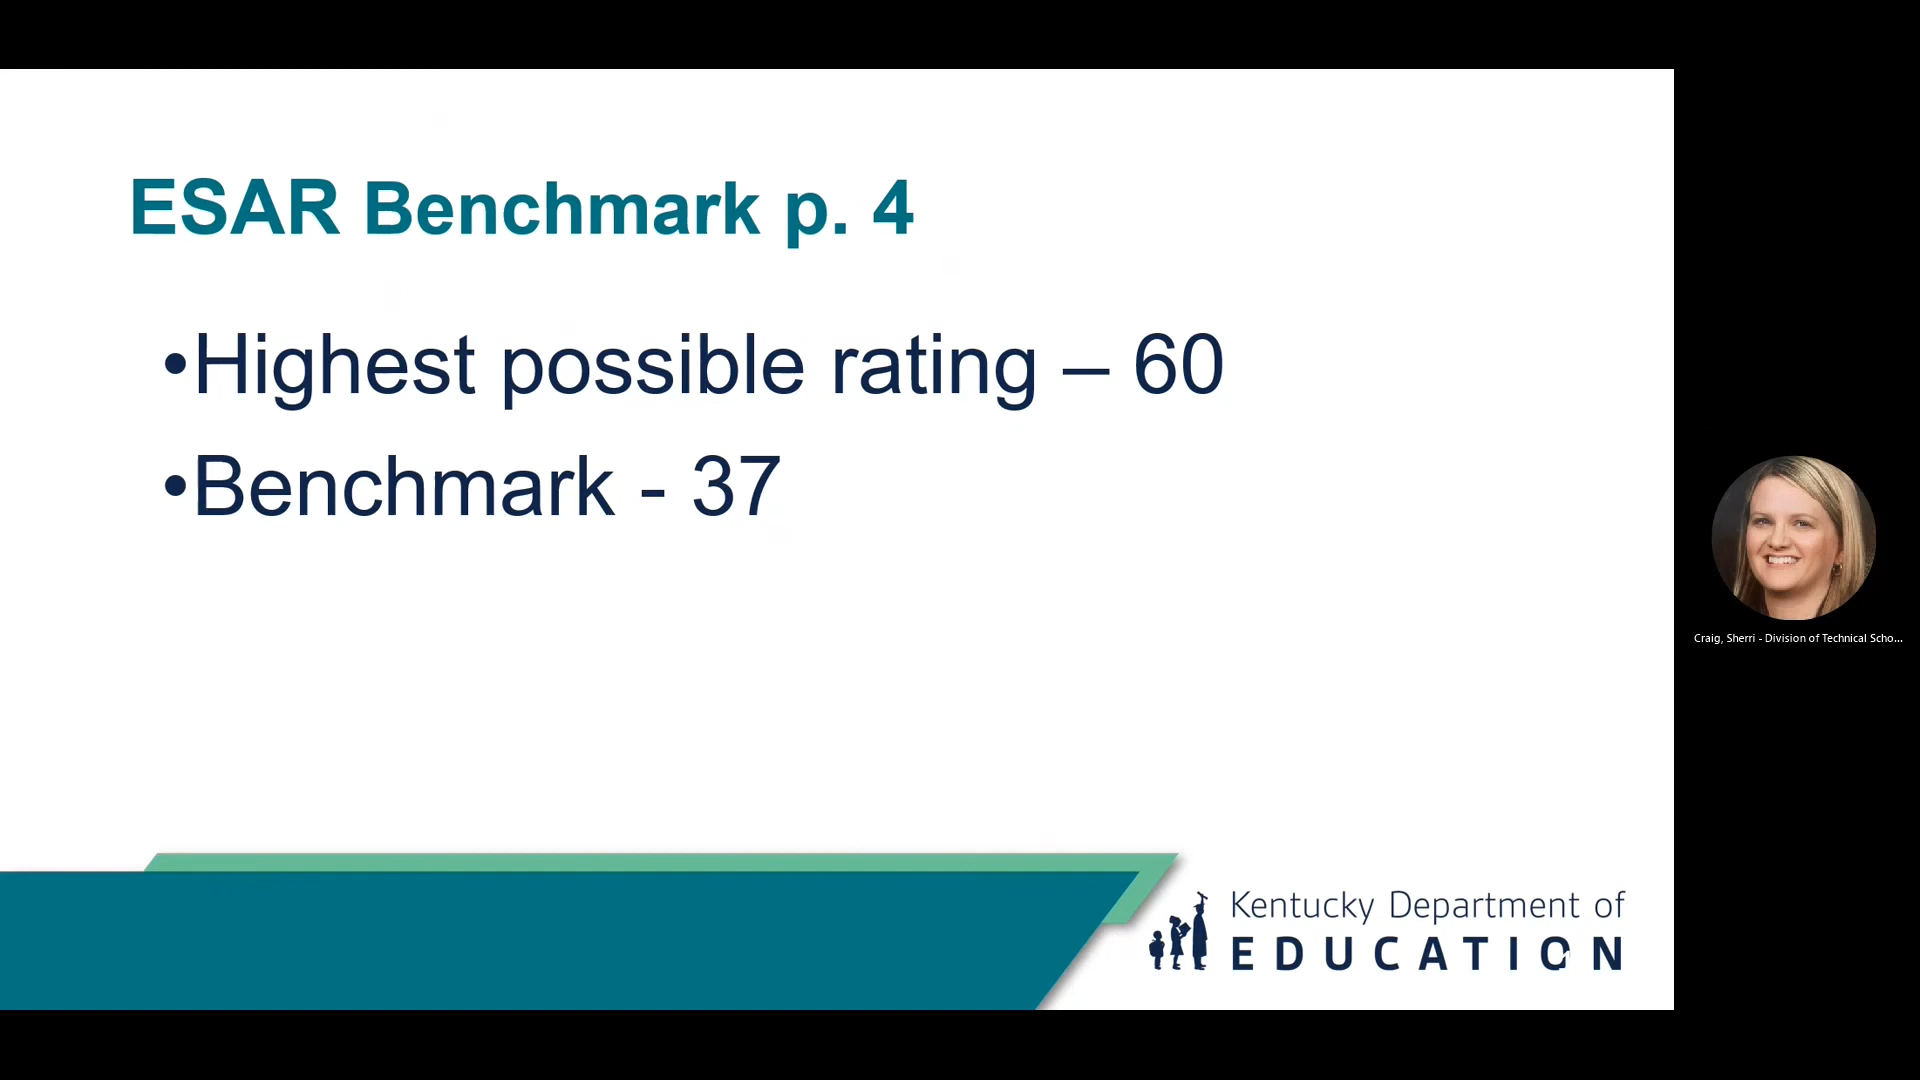 ESAR Benchmark p. 4
•Highest possible rating – 60
•Benchmark - 37
Craig, Sherri - Division of Technical Scho...
Kentucky Department of
EDUCATION